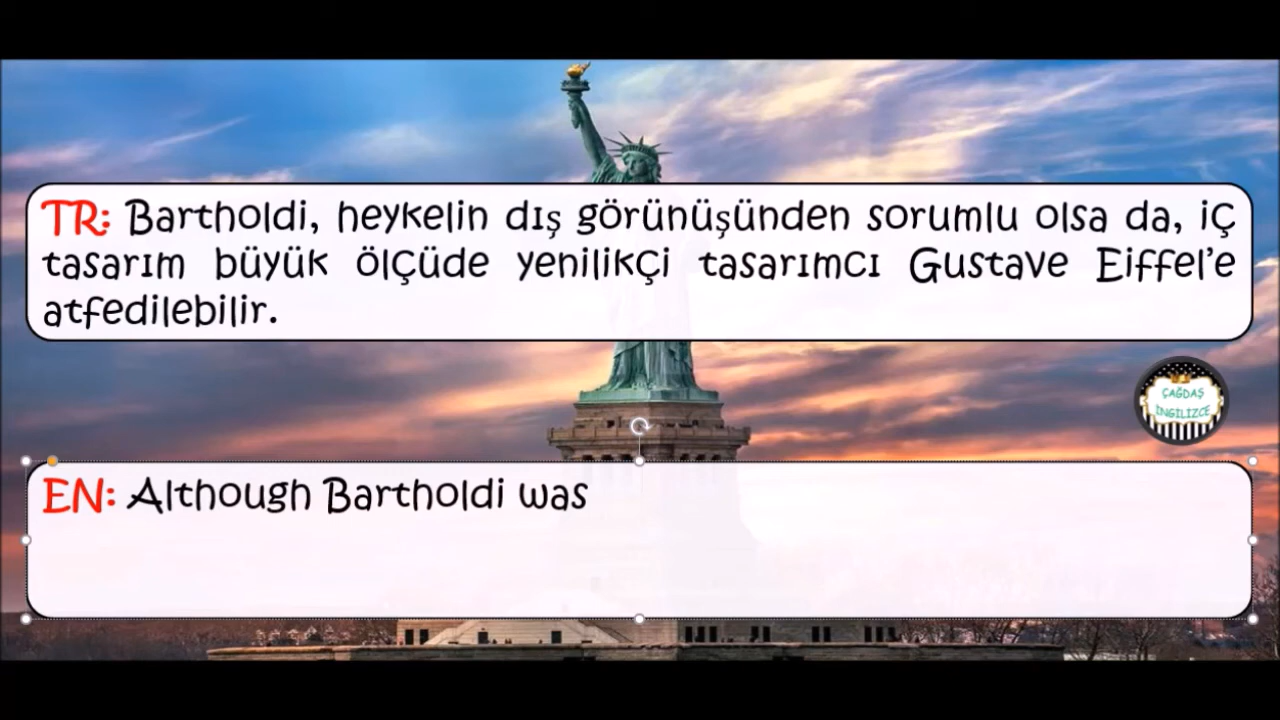 TR: Bartholdi, heykelin dış görünüşünden sorumlu olsa da, iç
tasarım büyük ölçüde yenilikçi tasarımcı Gustave Eiffel’e
atfedilebilir.
ÇAĞDAŞ
İNGİLİZCE
EN: Although Bartholdi was